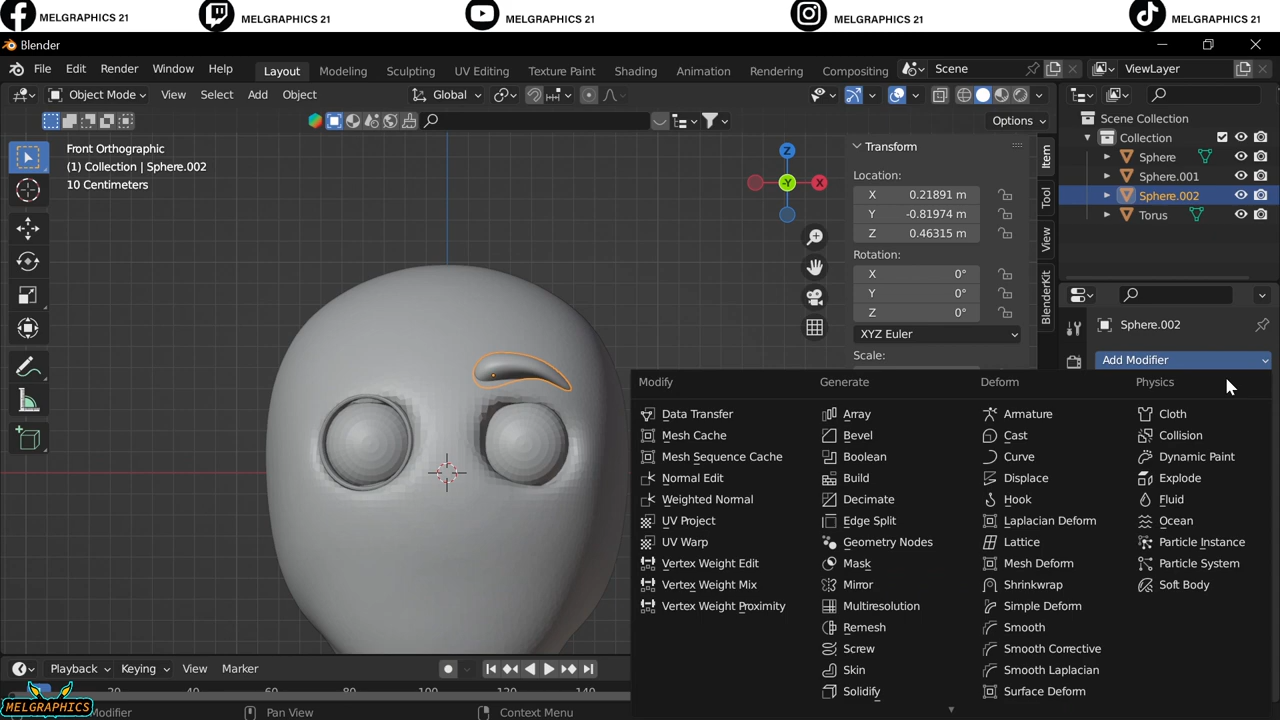 MELGRAPHICS 21 MELGRAPHICS 21 MELGRAPHICS 21 MELGRAPHICS 21 MELGRAPHICS 21
Blender
File Edit Render Window Help Layout Modeling Sculpting UV Editing Texture Paint Shading Animation Rendering Compositing Scene ViewLayer
Object Mode View Select Add Object Global
Options
Front Orthographic
(1) Collection | Sphere.002
10 Centimeters
Z
X
-Y
Transform
Location:
X 0.21891 m
Y -0.81974 m
Z 0.46315 m
Rotation:
X 0°
Y 0°
Z 0°
XYZ Euler
Scale:
Item
Tool
View
BlenderKit
Scene Collection
Collection
Sphere
Sphere.001
Sphere.002
Torus
Sphere.002
Add Modifier
Modify Generate Deform Physics
Data Transfer Array Armature Cloth
Mesh Cache Bevel Cast Collision
Mesh Sequence Cache Boolean Curve Dynamic Paint
Normal Edit Build Displace Explode
Weighted Normal Decimate Hook Fluid
UV Project Edge Split Laplacian Deform Ocean
UV Warp Geometry Nodes Lattice Particle Instance
Vertex Weight Edit Mask Mesh Deform Particle System
Vertex Weight Mix Mirror Shrinkwrap Soft Body
Vertex Weight Proximity Multiresolution Simple Deform
Remesh Smooth
Screw Smooth Corrective
Skin Smooth Laplacian
Solidify Surface Deform
Playback Keying View Marker
20 40 60 80 100 120 140
MELGRAPHICS Modifier Pan View Context Menu